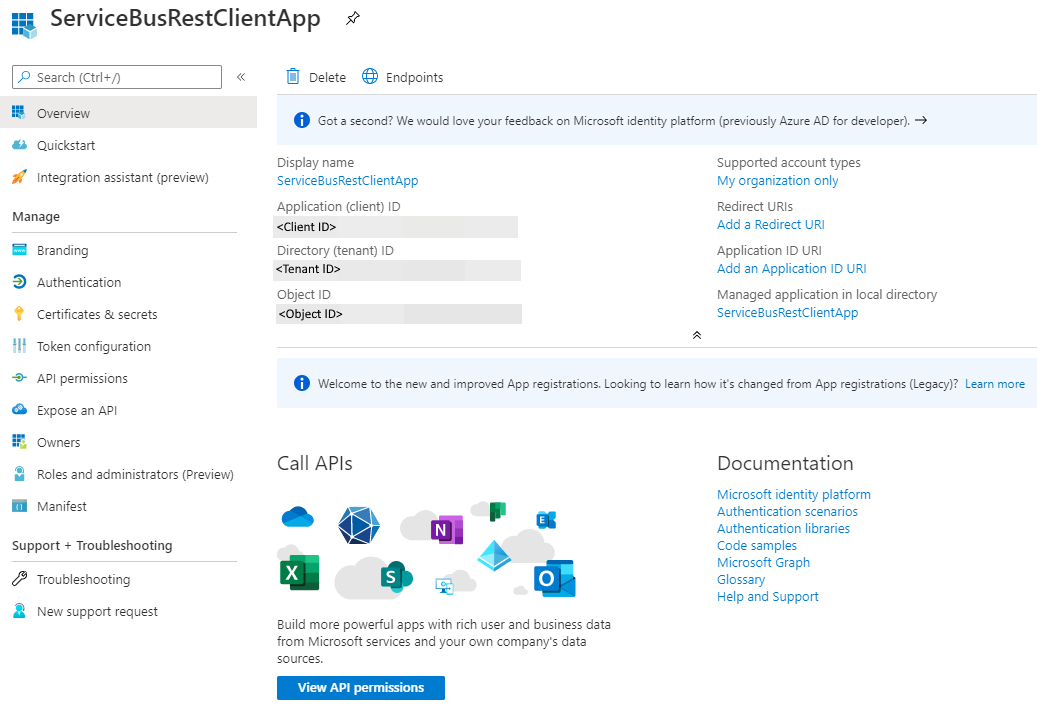 ServiceBusRestClientApp
Search (Ctrl+/)
«
Overview
Quickstart
Integration assistant (preview)
Manage
Branding
Authentication
Certificates & secrets
Token configuration
API permissions
Expose an API
Owners
Roles and administrators (Preview)
Manifest
Support + Troubleshooting
Troubleshooting
New support request
Delete
Endpoints
Got a second? We would love your feedback on Microsoft identity platform (previously Azure AD for developer). →
Display name
ServiceBusRestClientApp
Application (client) ID
<Client ID>
Directory (tenant) ID
<Tenant ID>
Object ID
<Object ID>
Supported account types
My organization only
Redirect URIs
Add a Redirect URI
Application ID URI
Add an Application ID URI
Managed application in local directory
ServiceBusRestClientApp
Welcome to the new and improved App registrations. Looking to learn how it's changed from App registrations (Legacy)? Learn more
Call APIs
N
E
X
S
O
Build more powerful apps with rich user and business data
from Microsoft services and your own company's data
sources.
View API permissions
Documentation
Microsoft identity platform
Authentication scenarios
Authentication libraries
Code samples
Microsoft Graph
Glossary
Help and Support